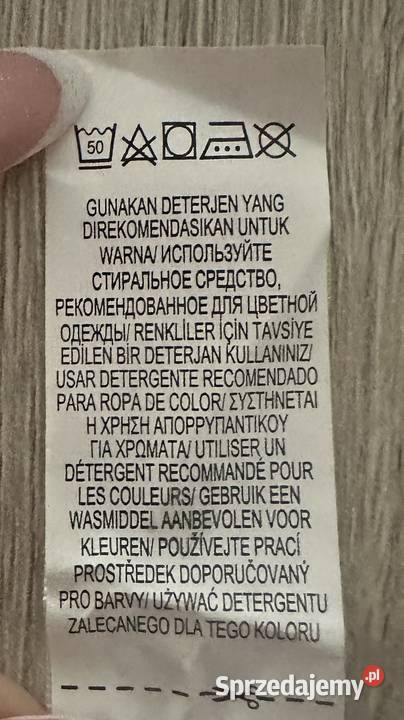 50
GUNAKAN DETERJEN YANG
DIREKOMENDASIKAN UNTUK
WARNA/ ИСПОЛЬЗУЙТЕ
СТИРАЛЬНОЕ СРЕДСТВО,
РЕКОМЕНДОВАННОЕ ДЛЯ ЦВЕТНОЙ
ОДЕЖДЫ/ RENKLİLER İÇİN TAVSİYE
EDİLEN BİR DETERJAN KULLANINIZ/
USAR DETERGENTE RECOMENDADO
PARA ROPA DE COLOR/ ΣΥΣΤΗΝΕΤΑΙ
Η ΧΡΗΣΗ ΑΠΟΡΡΥΠΑΝΤΙΚΟΥ
ΓΙΑ ΧΡΩΜΑΤΑ/ UTILISER UN
DÉTERGENT RECOMMANDÉ POUR
LES COULEURS/ GEBRUIK EEN
WASMIDDEL AANBEVOLEN VOOR
KLEUREN/ POUŽÍVEJTE PRACÍ
PROSTŘEDEK DOPORUČOVANÝ
PRO BARVY/ UŻYWAĆ DETERGENTU
ZALECANEGO DLA TEGO KOLORU
Sprzedajemy.pl